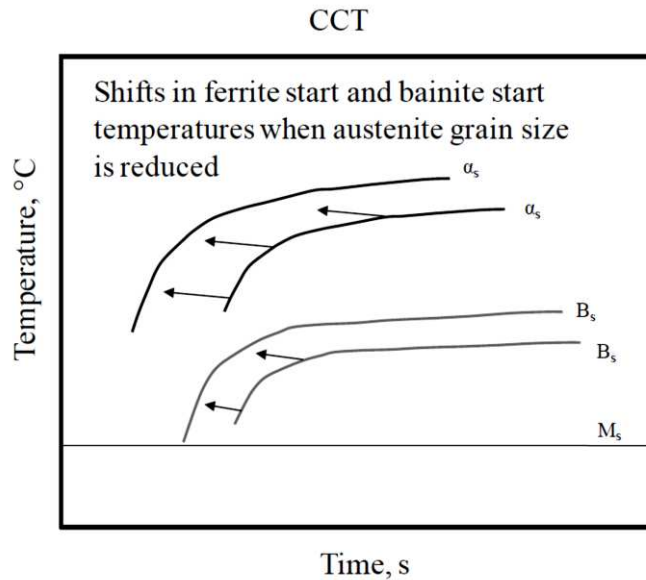 CCT
Shifts in ferrite start and bainite start
temperatures when austenite grain size
is reduced
αs
αs
Temperature, °C
Bs
Bs
Ms
Time, s